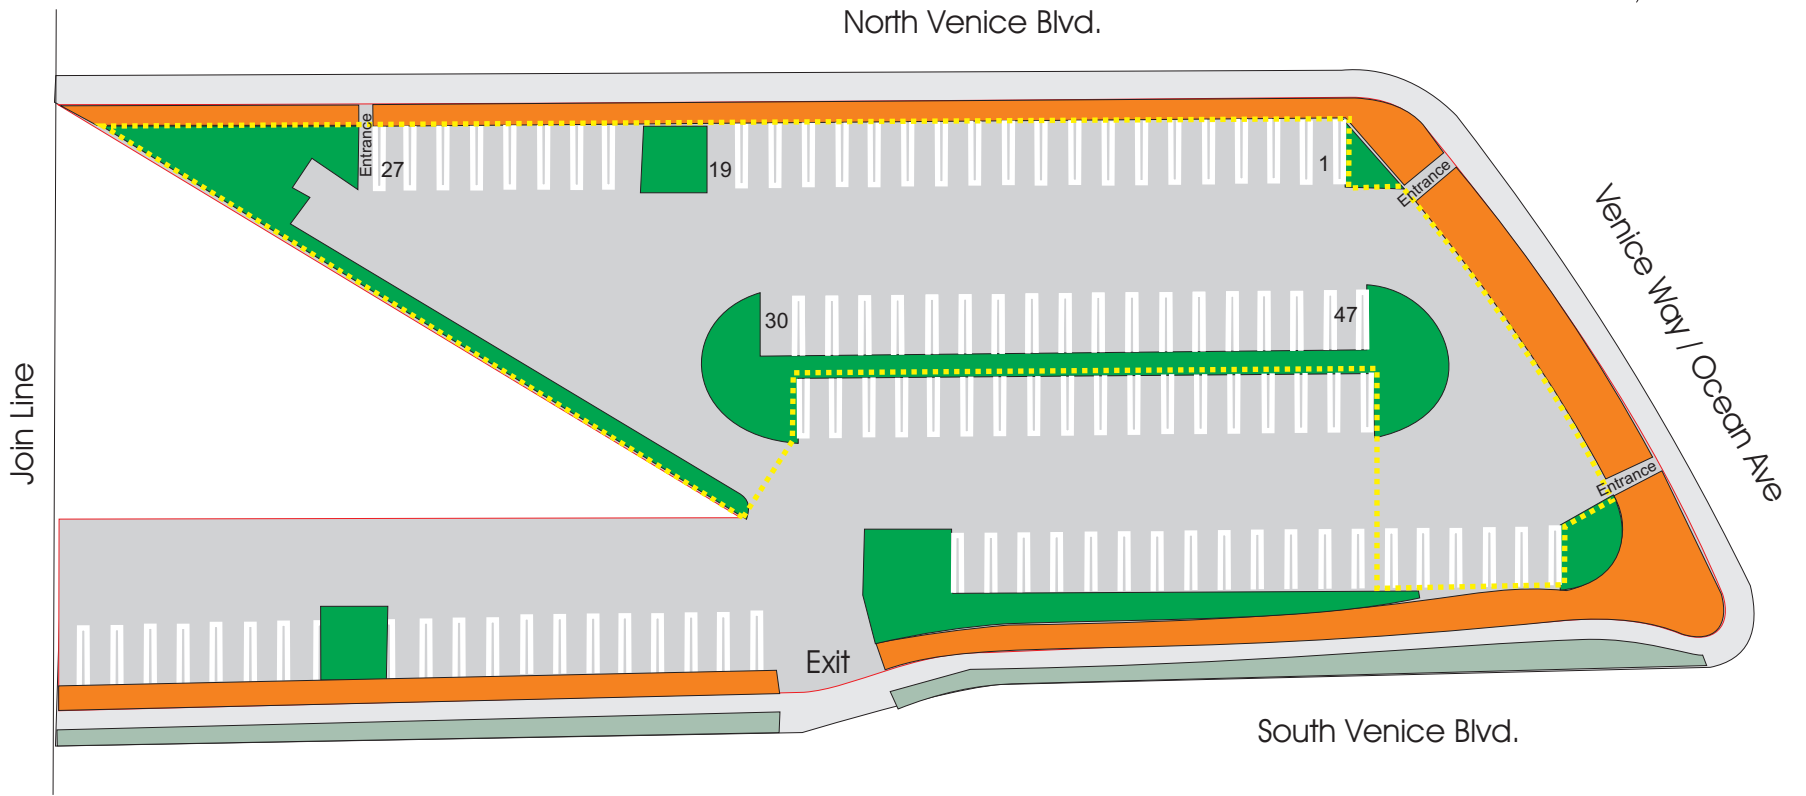 North Venice Blvd.
Entrance
27
19
1
Entrance
Venice Way / Ocean Ave
30
47
Join Line
Entrance
Exit
South Venice Blvd.